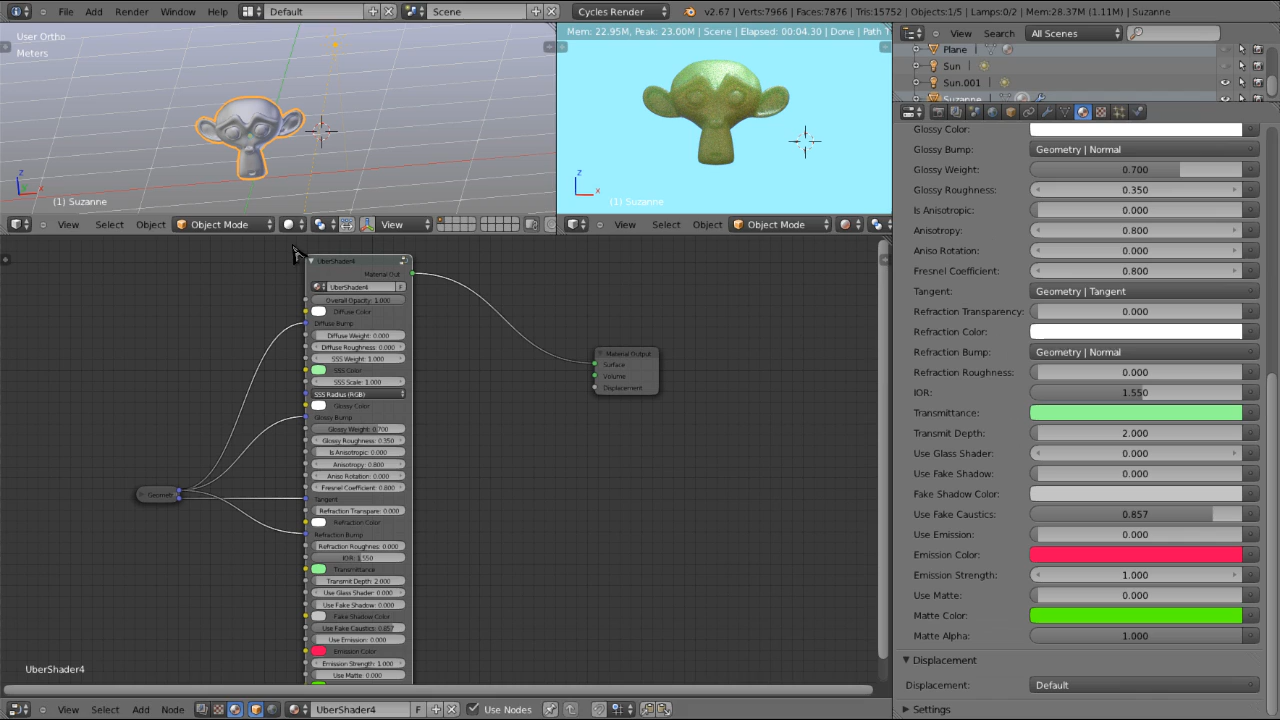 File Add Render Window Help Default Scene Cycles Render v2.67 | Verts:7966 | Faces:7876 | Tris:15752 | Objects:1/5 | Lamps:0/2 | Mem:28.37M (1.11M) | Suzanne
User Ortho
Meters
z
x
(1) Suzanne
View Select Object Object Mode View
Mem: 22.95M, Peak: 23.00M | Scene | Elapsed: 00:04.30 | Done | Path T
z
x
(1) Suzanne
View Select Object Object Mode
View Search All Scenes
Plane
Sun
Sun.001
Suzanne
Glossy Color:
Glossy Bump: Geometry | Normal
Glossy Weight: 0.700
Glossy Roughness: 0.350
Is Anisotropic: 0.000
Anisotropy: 0.800
Aniso Rotation: 0.000
Fresnel Coefficient: 0.800
Tangent: Geometry | Tangent
Refraction Transparency: 0.000
Refraction Color:
Refraction Bump: Geometry | Normal
Refraction Roughness: 0.000
IOR: 1.550
Transmittance:
Transmit Depth: 2.000
Use Glass Shader: 0.000
Use Fake Shadow: 0.000
Fake Shadow Color:
Use Fake Caustics: 0.857
Use Emission: 0.000
Emission Color:
Emission Strength: 1.000
Use Matte: 0.000
Matte Color:
Matte Alpha: 1.000
Displacement
Displacement: Default
Settings
UberShader4
Material Out
UberShader4 F
Overall Opacity: 1.000
Diffuse Color
Diffuse Bump
Diffuse Weight: 0.000
Diffuse Roughness: 0.000
SSS Weight: 1.000
SSS Color
SSS Scale: 1.000
SSS Radius (RGB)
Glossy Color
Glossy Bump
Glossy Weight: 0.700
Glossy Roughness: 0.350
Is Anisotropic: 0.000
Anisotropy: 0.800
Aniso Rotation: 0.000
Fresnel Coefficient: 0.800
Tangent
Refraction Transpare: 0.000
Refraction Color
Refraction Bump
Refraction Roughnes: 0.000
IOR: 1.550
Transmittance
Transmit Depth: 2.000
Use Glass Shader: 0.000
Use Fake Shadow: 0.000
Fake Shadow Color
Use Fake Caustics: 0.857
Use Emission: 0.000
Emission Color
Emission Strength: 1.000
Use Matte: 0.000
Geometr
Material Output
Surface
Volume
Displacement
UberShader4
View Select Add Node UberShader4 F Use Nodes